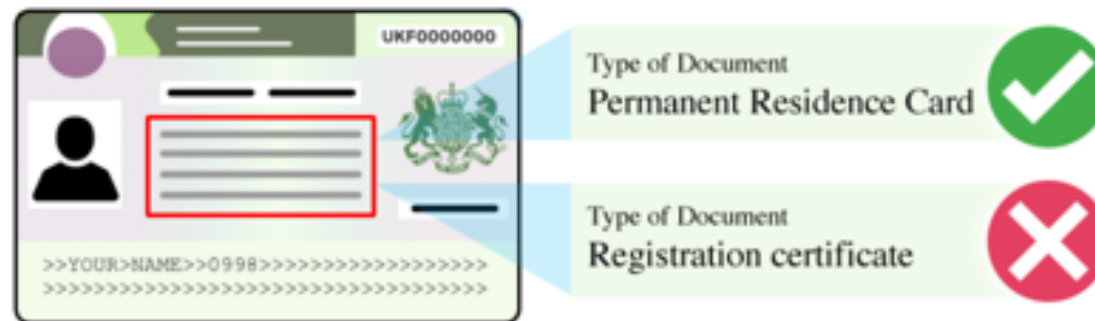 UKF0000000
Type of Document
Permanent Residence Card
Type of Document
Registration certificate
>>YOUR>NAME>>0998>>>>>>>>>>>>>>>>>>
>>>>>>>>>>>>>>>>>>>>>>>>>>>>>>>>>>>